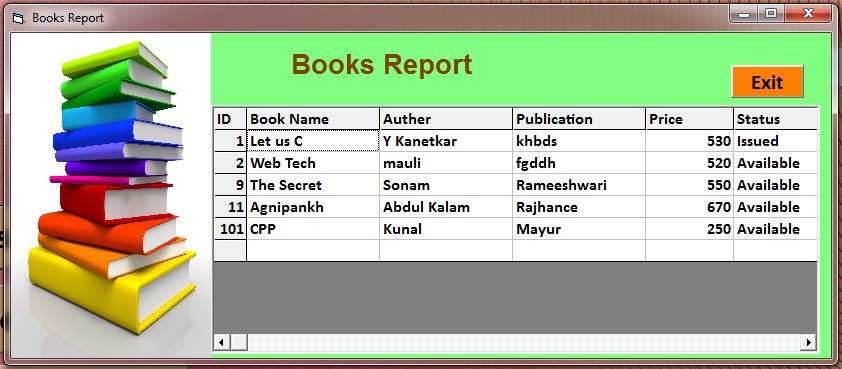 Books Report
Books Report
Exit
ID Book Name Auther Publication Price Status
1 Let us C Y Kanetkar khbds 530 Issued
2 Web Tech mauli fgddh 520 Available
9 The Secret Sonam Rameeshwari 550 Available
11 Agnipankh Abdul Kalam Rajhance 670 Available
101 CPP Kunal Mayur 250 Available